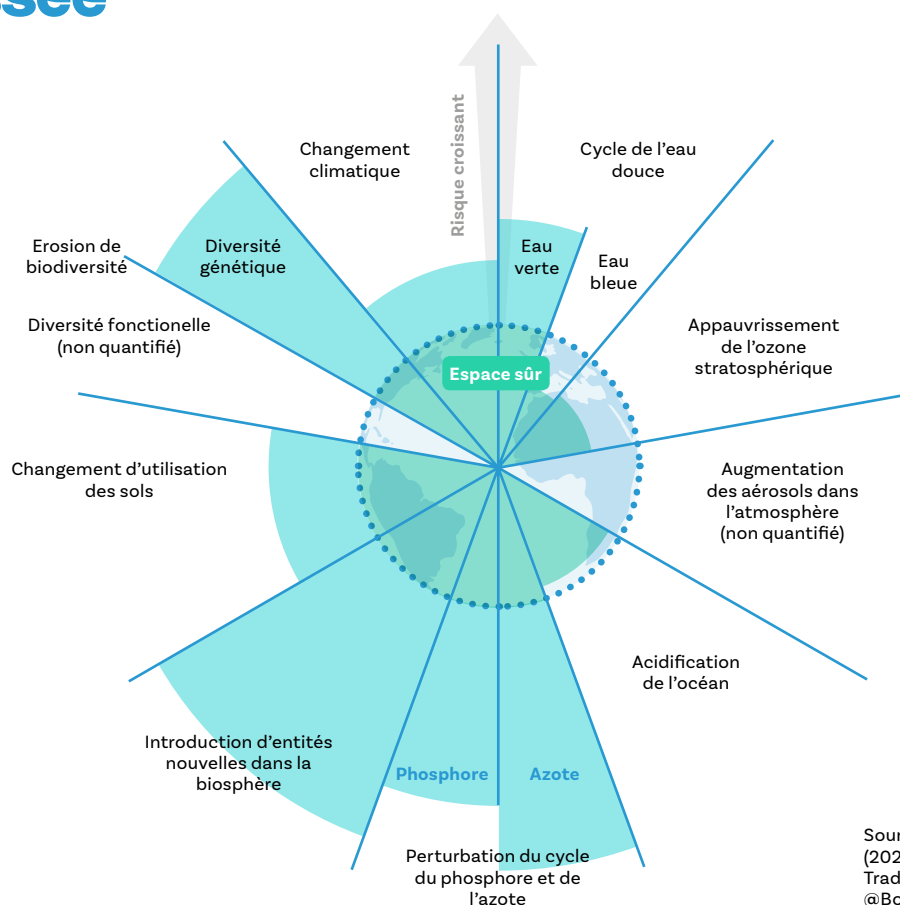 Risque croissant
Changement
climatique
Cycle de l’eau
douce
Eau
verte
Eau
bleue
Erosion de
biodiversité
Diversité
génétique
Diversité fonctionelle
(non quantifié)
Appauvrissement
de l’ozone
stratosphérique
Espace sûr
Changement d’utilisation
des sols
Augmentation
des aérosols dans
l’atmosphère
(non quantifié)
Acidification
de l’océan
Introduction d’entités
nouvelles dans la
biosphère
Phosphore
Azote
Perturbation du cycle
du phosphore et de
l’azote